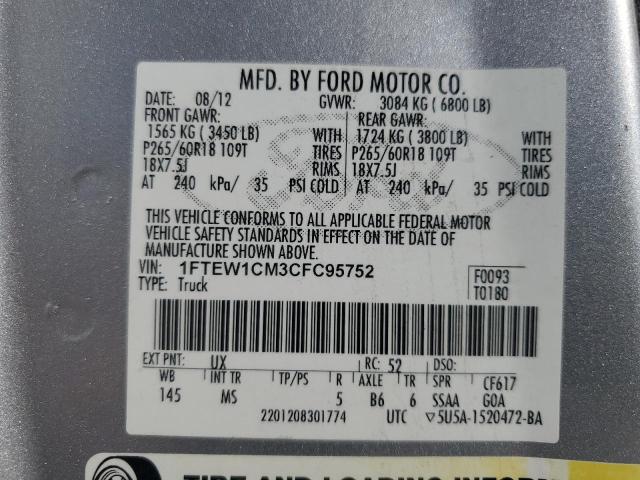 MFD. BY FORD MOTOR CO.
DATE: 08/12 GVWR: 3084 KG ( 6800 LB)
FRONT GAWR: REAR GAWR:
1565 KG ( 3450 LB) WITH 1724 KG ( 3800 LB) WITH
P265/60R18 109T TIRES P265/60R18 109T TIRES
18X7.5J RIMS 18X7.5J RIMS
AT 240 kPa/ 35 PSI COLD AT 240 kPa/ 35 PSI COLD
THIS VEHICLE CONFORMS TO ALL APPLICABLE FEDERAL MOTOR
VEHICLE SAFETY STANDARDS IN EFFECT ON THE DATE OF
MANUFACTURE SHOWN ABOVE.
VIN: 1FTEW1CM3CFC95752 F0093
TYPE: Truck T0180
EXT PNT: UX RC: 52 DSO:
WB INT TR TP/PS R AXLE TR SPR CF617
145 MS 5 B6 6 SSAA G0A
2201208301774 UTC ▽5U5A-1520472-BA